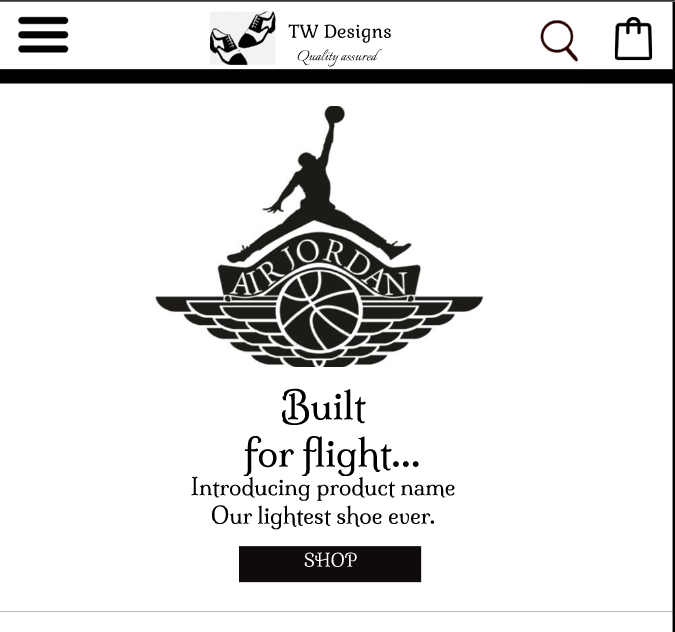 TW Designs
Quality assured
AIR JORDAN
Built
for flight...
Introducing product name
Our lightest shoe ever.
SHOP